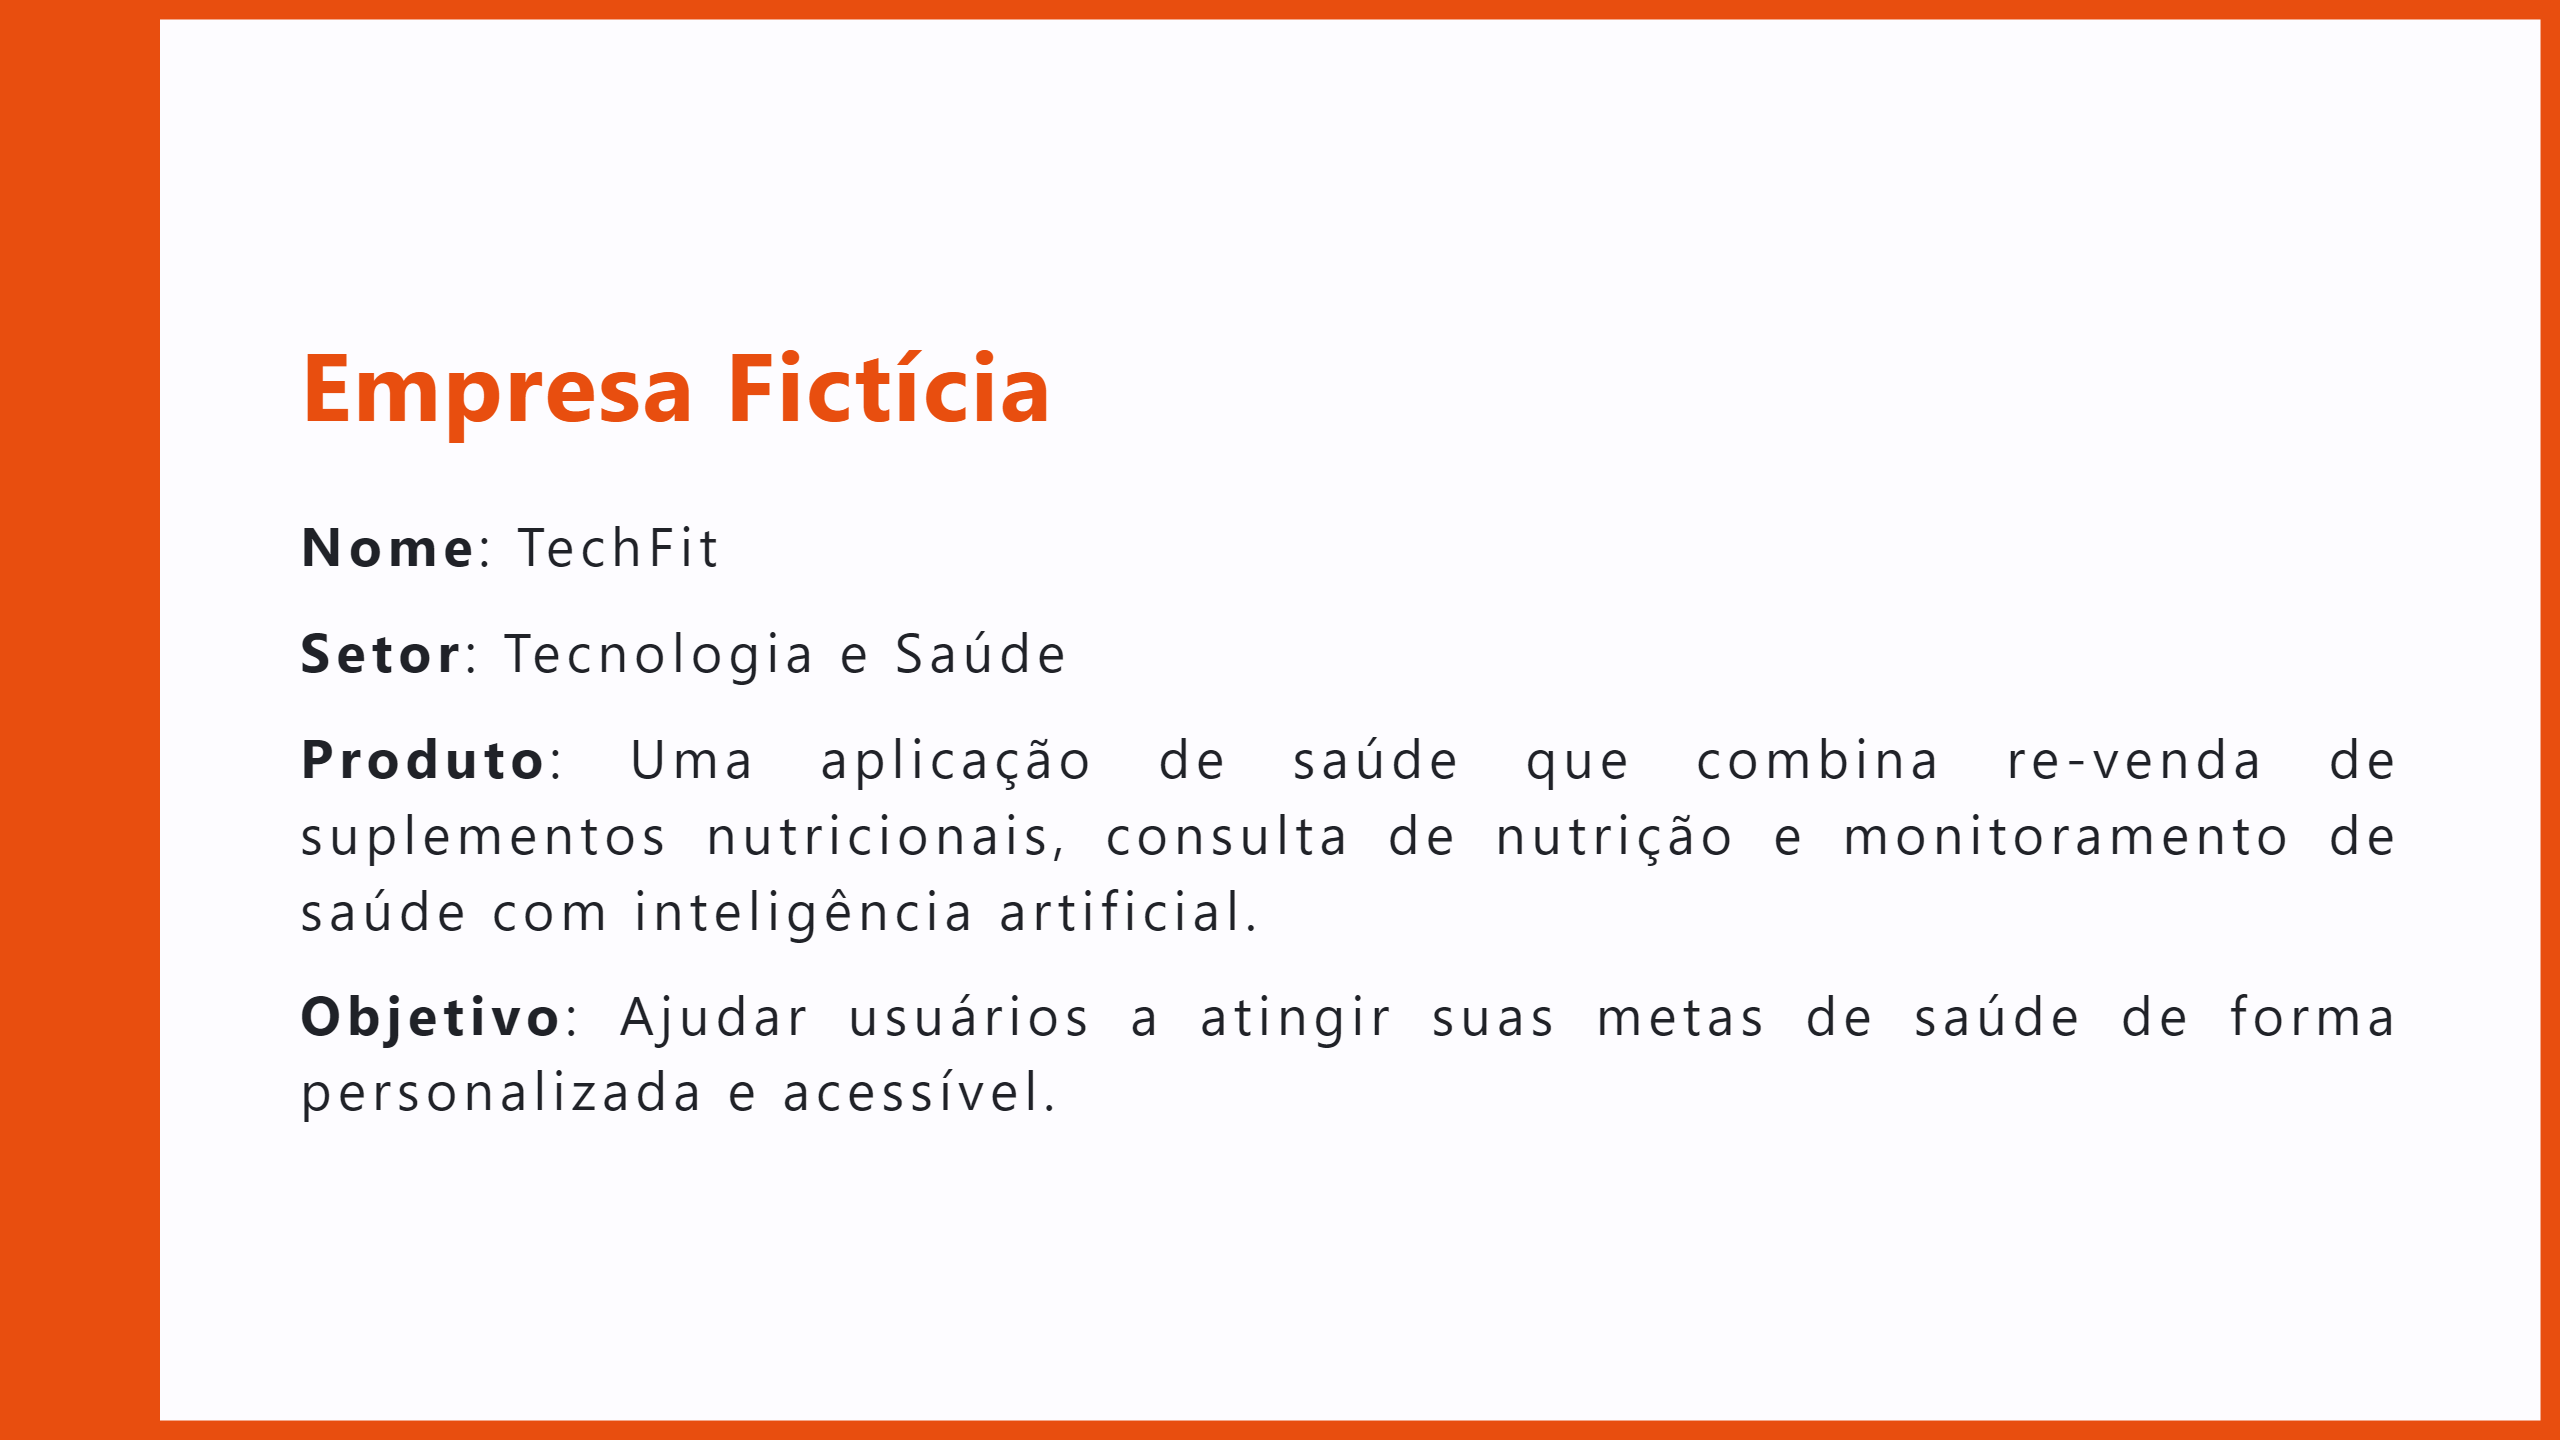 Empresa Fictícia
Nome: TechFit
Setor: Tecnologia e Saúde
Produto: Uma aplicação de saúde que combina re-venda de
suplementos nutricionais, consulta de nutrição e monitoramento de
saúde com inteligência artificial.
Objetivo: Ajudar usuários a atingir suas metas de saúde de forma
personalizada e acessível.